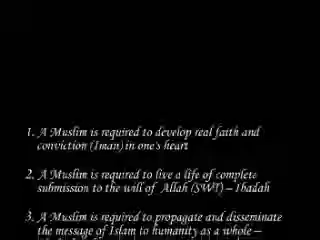 1. A Muslim is required to develop real faith and
conviction (Iman) in one's heart
2. A Muslim is required to live a life of complete
submission to the will of Allah (SWT) – Ibadah
3. A Muslim is required to propagate and disseminate
the message of Islam to humanity as a whole –